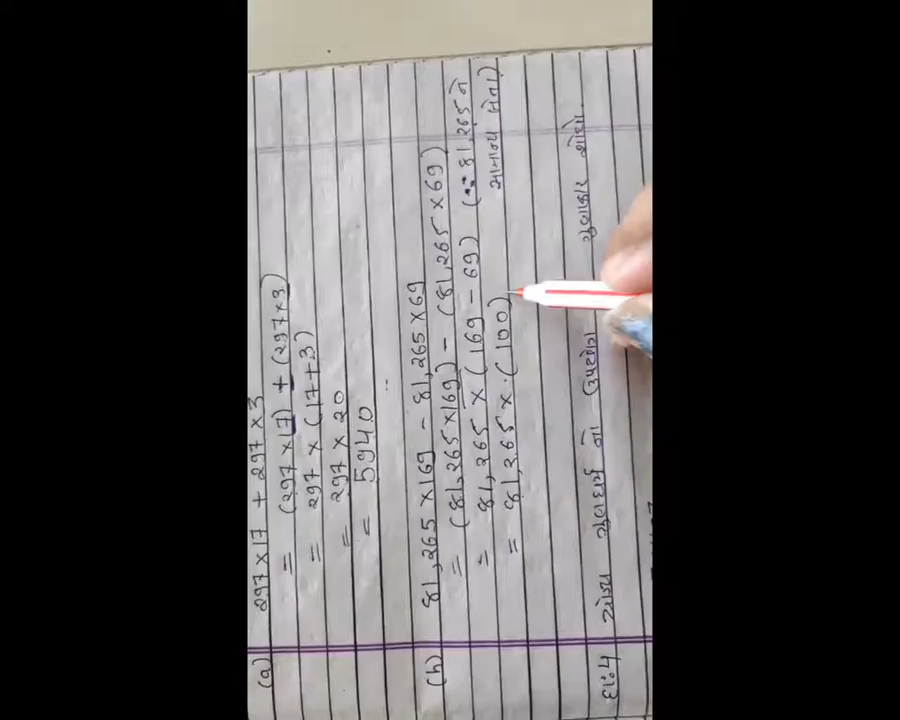 (a) 297 × 17 + 297 × 3
= (297 × 17) + (297 × 3)
= 297 × (17 + 3)
= 297 × 20
= 5940
(h) 81,265 × 169 - 81,265 × 69
= (81,265 × 169) - (81,265 × 69)
= 81,265 × (169 - 69) (∵ 81,265 ને
સામાન્ય લેતા)
= 81,265 × (100)
દા:4 યોગ્ય ગુણધર્મ નો ઉપયોગ ગુણાકાર શોધો.